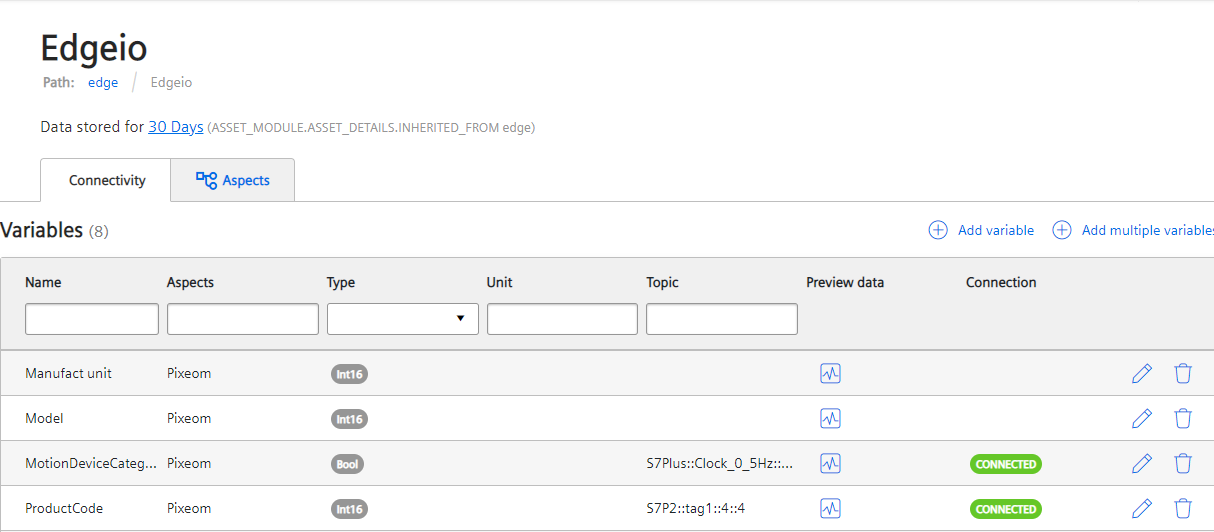 Edgeio
Path: edge / Edgeio
Data stored for 30 Days (ASSET_MODULE.ASSET_DETAILS.INHERITED_FROM edge)
Connectivity Aspects
Variables (8) Add variable Add multiple variables
Name Aspects Type Unit Topic Preview data Connection
Manufact unit Pixeom Int16
Model Pixeom Int16
MotionDeviceCateg... Pixeom Bool S7Plus::Clock_0_5Hz::... CONNECTED
ProductCode Pixeom Int16 S7P2::tag1::4::4 CONNECTED